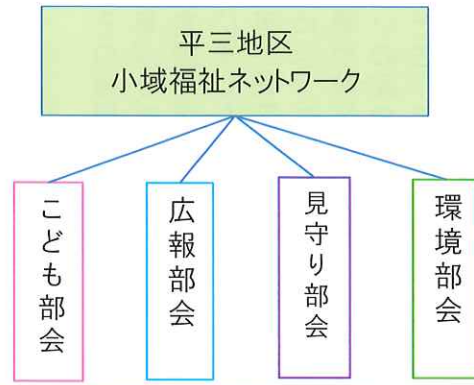 平三地区
小域福祉ネットワーク
こども部会
広報部会
見守り部会
環境部会